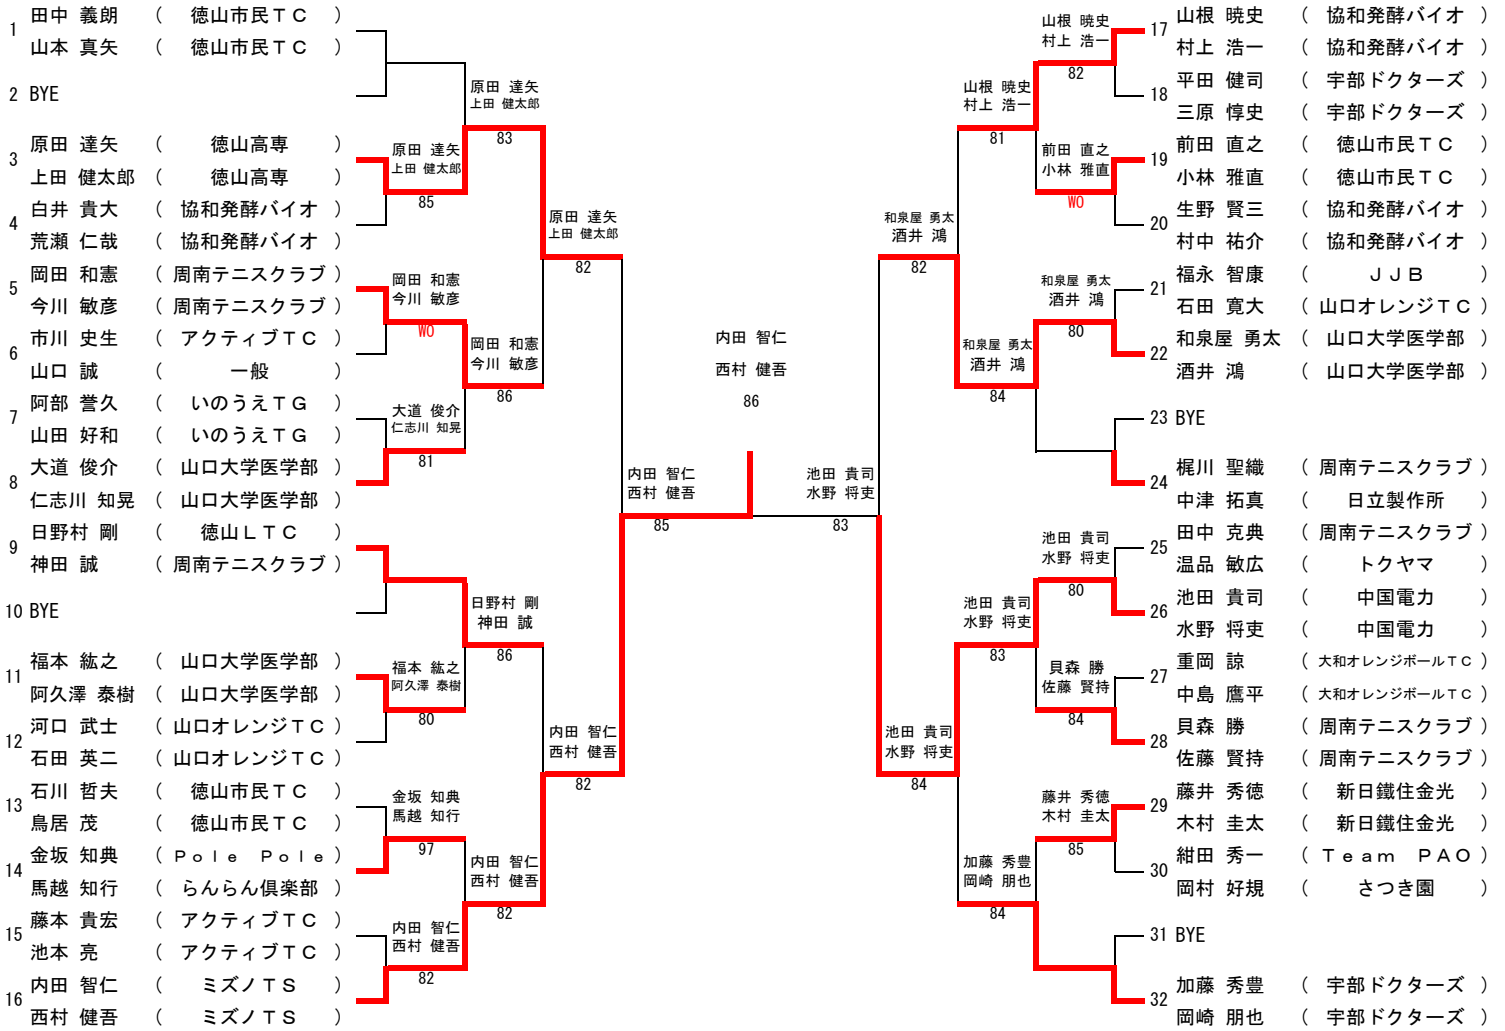 1 田中 義朗 ( 徳山市民TC )
山本 真矢 ( 徳山市民TC )
2 BYE
3 原田 達矢 ( 徳山高専 )
上田 健太郎 ( 徳山高専 )
4 白井 貴大 ( 協和発酵バイオ )
荒瀬 仁哉 ( 協和発酵バイオ )
5 岡田 和憲 ( 周南テニスクラブ )
今川 敏彦 ( 周南テニスクラブ )
6 市川 史生 ( アクティブTC )
山口 誠 ( 一般 )
7 阿部 誉久 ( いのうえTG )
山田 好和 ( いのうえTG )
8 大道 俊介 ( 山口大学医学部 )
仁志川 知晃 ( 山口大学医学部 )
9 日野村 剛 ( 徳山LTC )
神田 誠 ( 周南テニスクラブ )
10 BYE
11 福本 紘之 ( 山口大学医学部 )
阿久澤 泰樹 ( 山口大学医学部 )
12 河口 武士 ( 山口オレンジTC )
石田 英二 ( 山口オレンジTC )
13 石川 哲夫 ( 徳山市民TC )
鳥居 茂 ( 徳山市民TC )
14 金坂 知典 ( Pole Pole )
馬越 知行 ( らんらん倶楽部 )
15 藤本 貴宏 ( アクティブTC )
池本 亮 ( アクティブTC )
16 内田 智仁 ( ミズノTS )
西村 健吾 ( ミズノTS )
原田 達矢
上田 健太郎
85
岡田 和憲
今川 敏彦
WO
大道 俊介
仁志川 知晃
81
福本 紘之
阿久澤 泰樹
80
金坂 知典
馬越 知行
97
内田 智仁
西村 健吾
82
原田 達矢
上田 健太郎
83
岡田 和憲
今川 敏彦
86
日野村 剛
神田 誠
86
内田 智仁
西村 健吾
82
原田 達矢
上田 健太郎
82
内田 智仁
西村 健吾
82
内田 智仁
西村 健吾
85
内田 智仁
西村 健吾
86
池田 貴司
水野 将吏
83
和泉屋 勇太
酒井 鴻
82
池田 貴司
水野 将吏
84
山根 暁史
村上 浩一
81
和泉屋 勇太
酒井 鴻
84
池田 貴司
水野 将吏
83
加藤 秀豊
岡崎 朋也
84
山根 暁史
村上 浩一
82
前田 直之
小林 雅直
WO
和泉屋 勇太
酒井 鴻
80
池田 貴司
水野 将吏
80
貝森 勝
佐藤 賢持
84
藤井 秀徳
木村 圭太
85
17 山根 暁史 ( 協和発酵バイオ )
村上 浩一 ( 協和発酵バイオ )
18 平田 健司 ( 宇部ドクターズ )
三原 惇史 ( 宇部ドクターズ )
19 前田 直之 ( 徳山市民TC )
小林 雅直 ( 徳山市民TC )
20 生野 賢三 ( 協和発酵バイオ )
村中 祐介 ( 協和発酵バイオ )
21 福永 智康 ( JJB )
石田 寛大 ( 山口オレンジTC )
22 和泉屋 勇太 ( 山口大学医学部 )
酒井 鴻 ( 山口大学医学部 )
23 BYE
24 梶川 聖織 ( 周南テニスクラブ )
中津 拓真 ( 日立製作所 )
25 田中 克典 ( 周南テニスクラブ )
温品 敏広 ( トクヤマ )
26 池田 貴司 ( 中国電力 )
水野 将吏 ( 中国電力 )
27 重岡 諒 ( 大和オレンジボールTC )
中島 鷹平 ( 大和オレンジボールTC )
28 貝森 勝 ( 周南テニスクラブ )
佐藤 賢持 ( 周南テニスクラブ )
29 藤井 秀徳 ( 新日鐵住金光 )
木村 圭太 ( 新日鐵住金光 )
30 紺田 秀一 ( Team PAO )
岡村 好規 ( さつき園 )
31 BYE
32 加藤 秀豊 ( 宇部ドクターズ )
岡崎 朋也 ( 宇部ドクターズ )